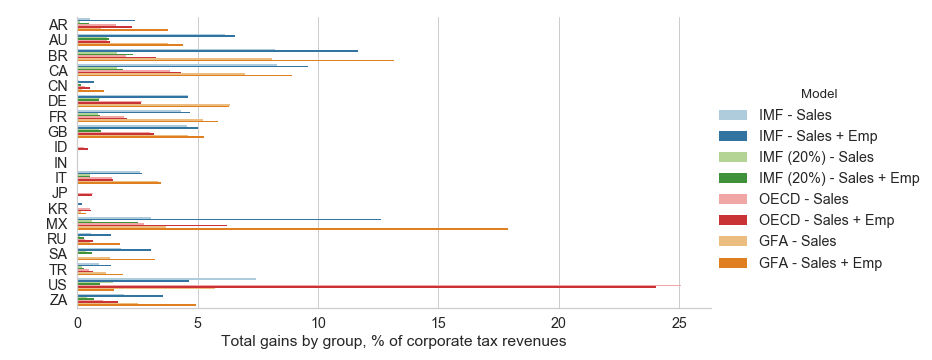 AR
AU
BR
CA
CN
DE
FR
GB
ID
IN
IT
JP
KR
MX
RU
SA
TR
US
ZA
0 5 10 15 20 25
Total gains by group, % of corporate tax revenues
Model
IMF - Sales
IMF - Sales + Emp
IMF (20%) - Sales
IMF (20%) - Sales + Emp
OECD - Sales
OECD - Sales + Emp
GFA - Sales
GFA - Sales + Emp